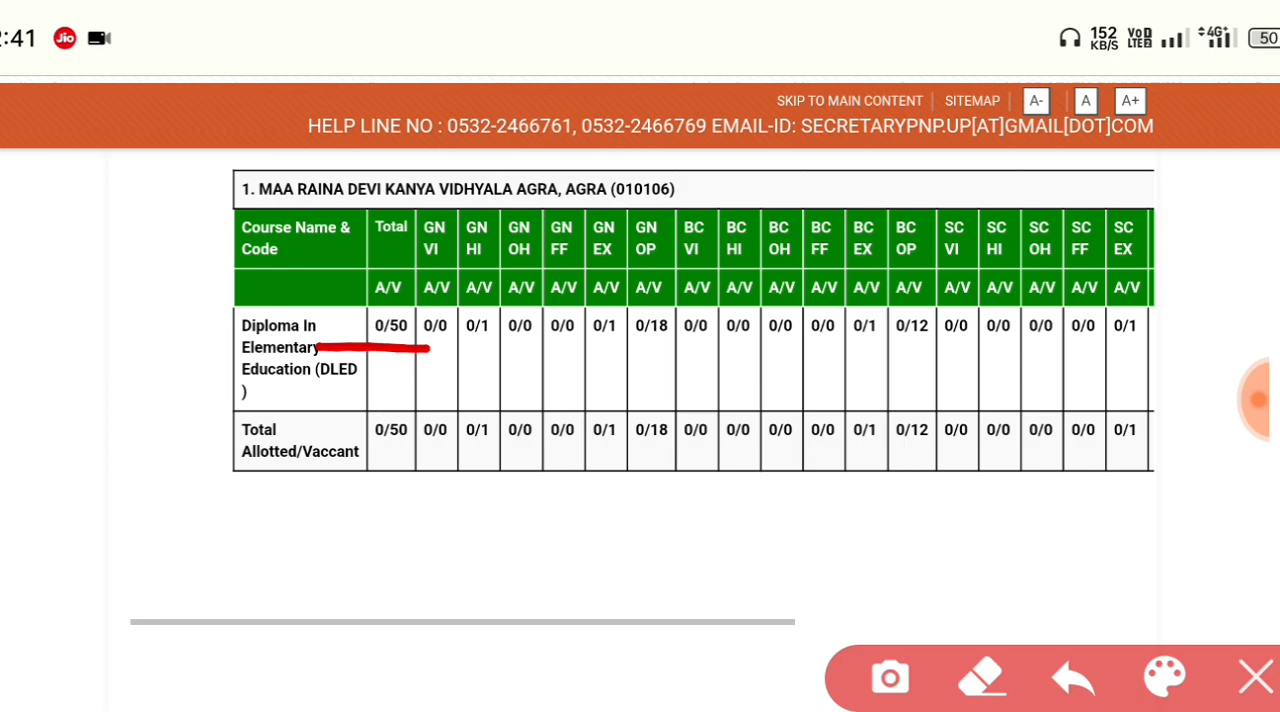 :41 Jio 152 KB/S VoD LTE2 4G+ 50
SKIP TO MAIN CONTENT SITEMAP A- A A+
HELP LINE NO : 0532-2466761, 0532-2466769 EMAIL-ID: SECRETARYPNP.UP[AT]GMAIL[DOT]COM
1. MAA RAINA DEVI KANYA VIDHYALA AGRA, AGRA (010106)
Course Name & Total GN GN GN GN GN GN BC BC BC BC BC BC SC SC SC SC SC
Code VI HI OH FF EX OP VI HI OH FF EX OP VI HI OH FF EX
A/V A/V A/V A/V A/V A/V A/V A/V A/V A/V A/V A/V A/V A/V A/V A/V A/V A/V
Diploma In 0/50 0/0 0/1 0/0 0/0 0/1 0/18 0/0 0/0 0/0 0/0 0/1 0/12 0/0 0/0 0/0 0/0 0/1
Elementary
Education (DLED
)
Total 0/50 0/0 0/1 0/0 0/0 0/1 0/18 0/0 0/0 0/0 0/0 0/1 0/12 0/0 0/0 0/0 0/0 0/1
Allotted/Vaccant